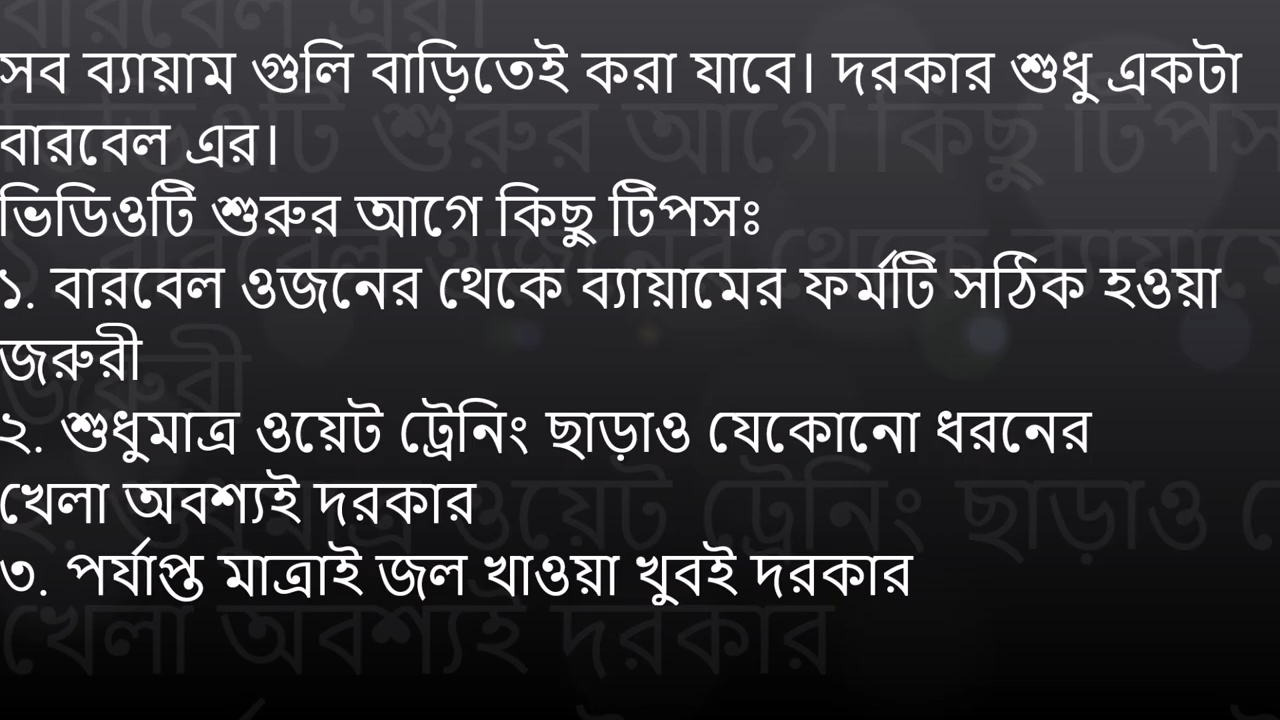 সব ব্যায়াম গুলি বাড়িতেই করা যাবে। দরকার শুধু একটা
বারবেল এর।
ভিডিওটি শুরুর আগে কিছু টিপসঃ
১. বারবেল ওজনের থেকে ব্যায়ামের ফর্মটি সঠিক হওয়া
জরুরী
২. শুধুমাত্র ওয়েট ট্রেনিং ছাড়াও যেকোনো ধরনের
খেলা অবশ্যই দরকার
৩. পর্যাপ্ত মাত্রাই জল খাওয়া খুবই দরকার